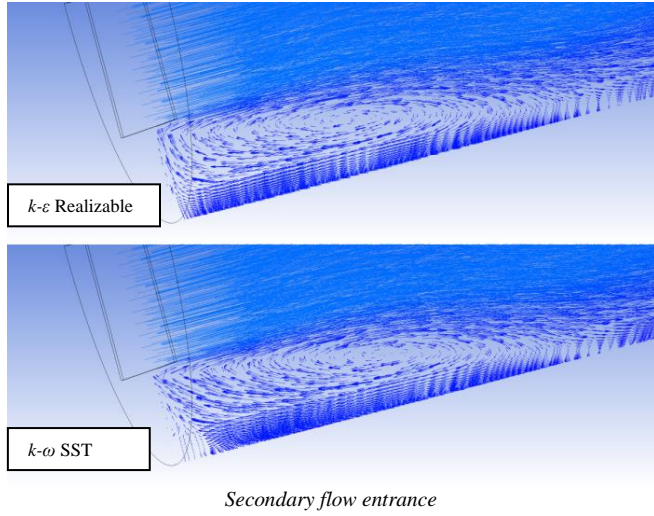 k-ε Realizable
k-ω SST
Secondary flow entrance